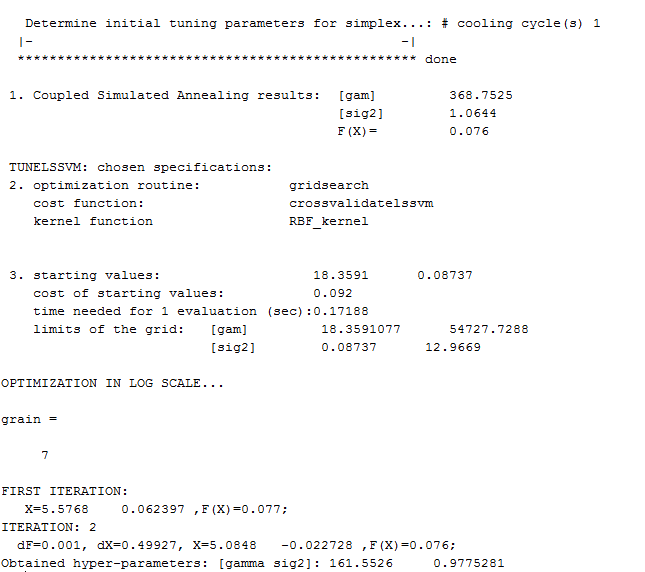 Determine initial tuning parameters for simplex...: # cooling cycle(s) 1
|- -|
************************************************** done
1. Coupled Simulated Annealing results: [gam] 368.7525
[sig2] 1.0644
F(X)= 0.076
TUNELSSVM: chosen specifications:
2. optimization routine: gridsearch
cost function: crossvalidatelssvm
kernel function RBF_kernel
3. starting values: 18.3591 0.08737
cost of starting values: 0.092
time needed for 1 evaluation (sec):0.17188
limits of the grid: [gam] 18.3591077 54727.7288
[sig2] 0.08737 12.9669
OPTIMIZATION IN LOG SCALE...
grain =
7
FIRST ITERATION:
X=5.5768 0.062397 ,F(X)=0.077;
ITERATION: 2
dF=0.001, dX=0.49927, X=5.0848 -0.022728 ,F(X)=0.076;
Obtained hyper-parameters: [gamma sig2]: 161.5526 0.9775281